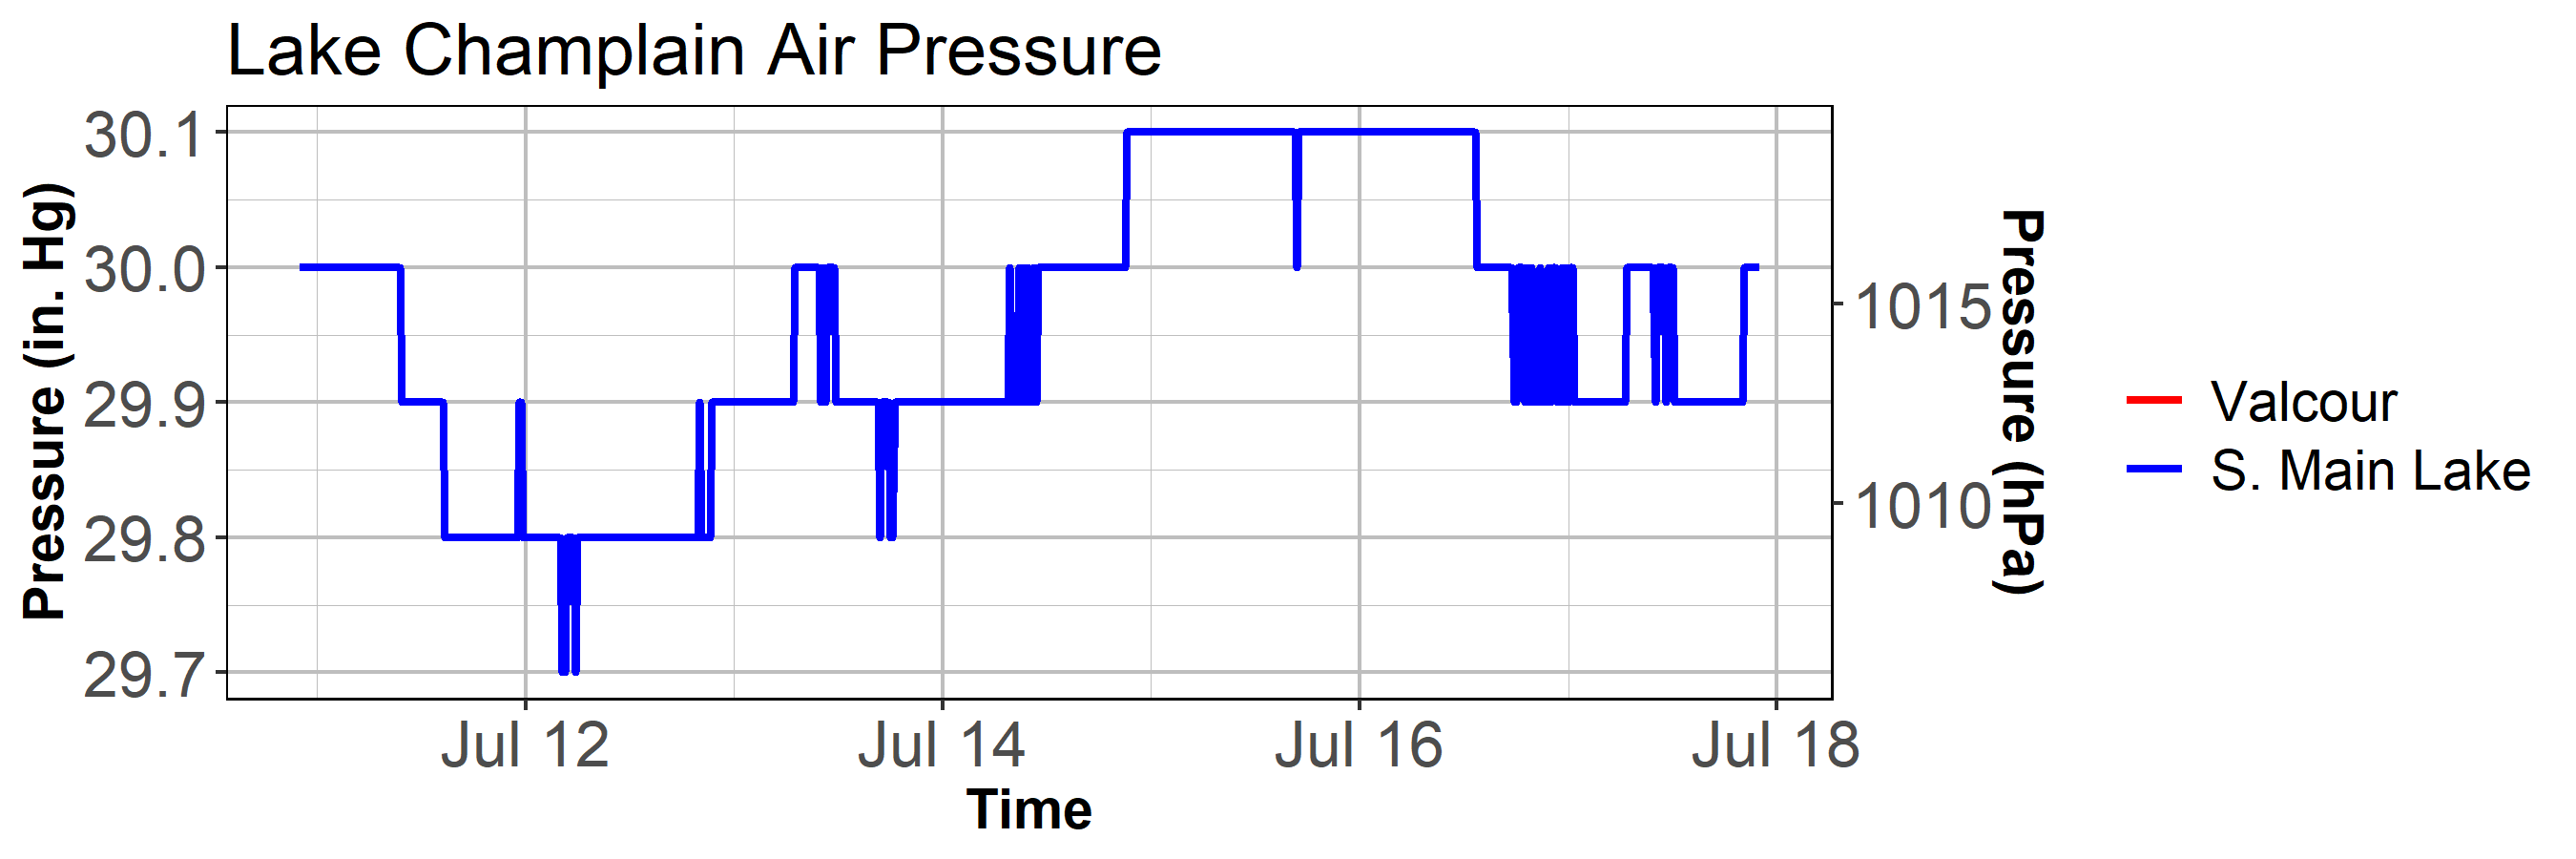 Lake Champlain Air Pressure
Pressure (in. Hg)
30.1
30.0
29.9
29.8
29.7
Jul 12
Jul 14
Jul 16
Jul 18
Time
1015
1010
Pressure (hPa)
Valcour
S. Main Lake